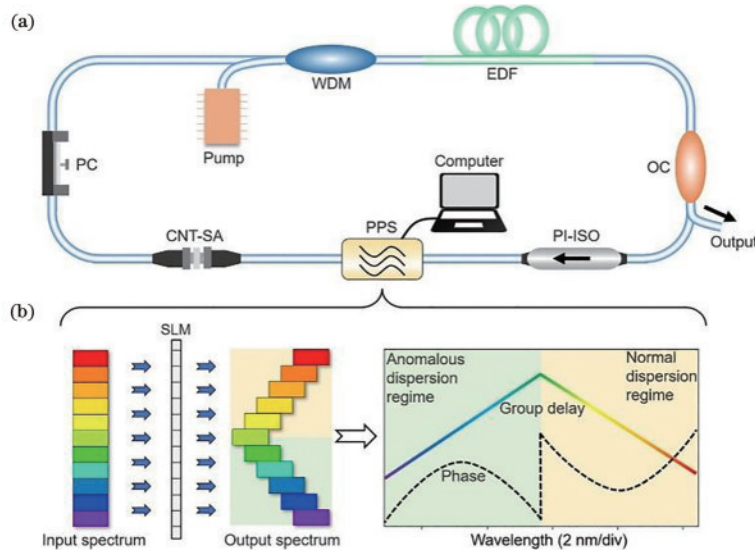 (a)
WDM
EDF
Pump
PC
Computer
OC
CNT-SA
PPS
PI-ISO
Output
(b)
SLM
Input spectrum
Output spectrum
Anomalous
dispersion
regime
Normal
dispersion
regime
Group delay
Phase
Wavelength (2 nm/div)